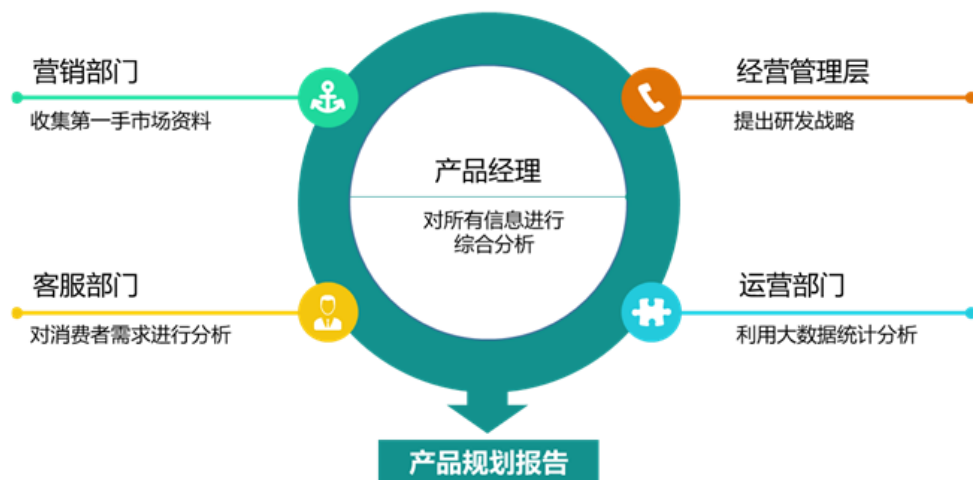 营销部门
收集第一手市场资料
经营管理层
提出研发战略
产品经理
对所有信息进行
综合分析
客服部门
对消费者需求进行分析
运营部门
利用大数据统计分析
产品规划报告